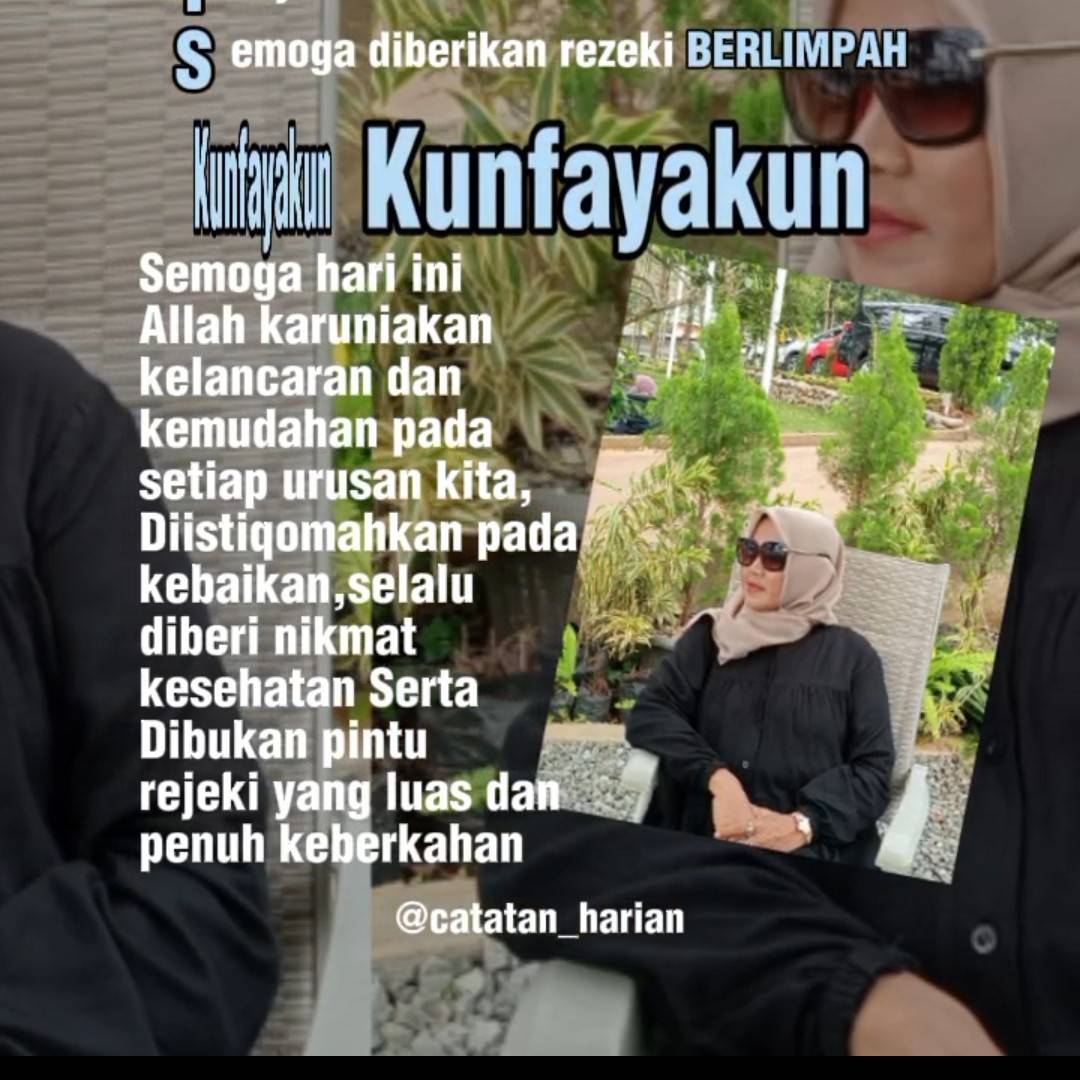 Semoga diberikan rezeki BERLIMPAH
Kunfayakun Kunfayakun
Semoga hari ini
Allah karuniakan
kelancaran dan
kemudahan pada
setiap urusan kita,
Diistiqomahkan pada
kebaikan,selalu
diberi nikmat
kesehatan Serta
Dibukan pintu
rejeki yang luas dan
penuh keberkahan
@catatan_harian